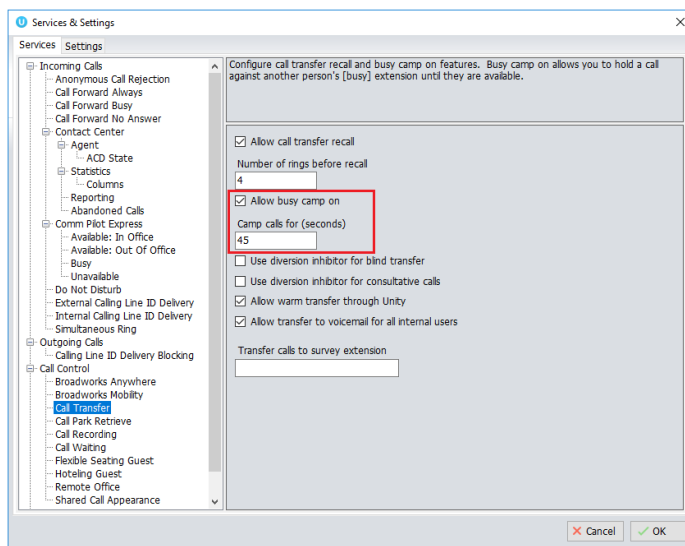 Services & Settings
Services Settings
Incoming Calls
Anonymous Call Rejection
Call Forward Always
Call Forward Busy
Call Forward No Answer
Contact Center
Agent
ACD State
Statistics
Columns
Reporting
Abandoned Calls
Comm Pilot Express
Available: In Office
Available: Out Of Office
Busy
Unavailable
Do Not Disturb
External Calling Line ID Delivery
Internal Calling Line ID Delivery
Simultaneous Ring
Outgoing Calls
Calling Line ID Delivery Blocking
Call Control
Broadworks Anywhere
Broadworks Mobility
Call Transfer
Call Park Retrieve
Call Recording
Call Waiting
Flexible Seating Guest
Hoteling Guest
Remote Office
Shared Call Appearance
Configure call transfer recall and busy camp on features. Busy camp on allows you to hold a call
against another person's [busy] extension until they are available.
Allow call transfer recall
Number of rings before recall
4
Allow busy camp on
Camp calls for (seconds)
45
Use diversion inhibitor for blind transfer
Use diversion inhibitor for consultative calls
Allow warm transfer through Unity
Allow transfer to voicemail for all internal users
Transfer calls to survey extension
Cancel OK